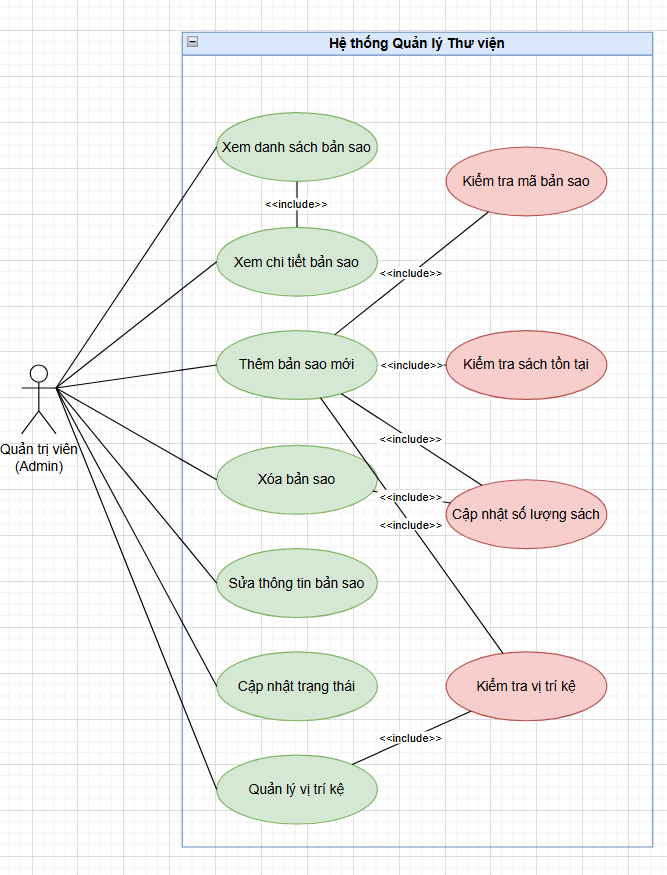 Hệ thống Quản lý Thư viện
Xem danh sách bản sao
<<include>>
Xem chi tiết bản sao
Thêm bản sao mới
Xóa bản sao
Sửa thông tin bản sao
Cập nhật trạng thái
Quản lý vị trí kệ
Quản trị viên
(Admin)
<<include>>
<<include>>
<<include>>
<<include>>
<<include>>
<<include>>
Kiểm tra mã bản sao
Kiểm tra sách tồn tại
Cập nhật số lượng sách
Kiểm tra vị trí kệ